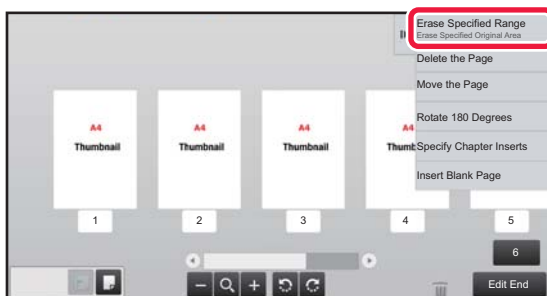 Erase Specified Range
Erase Specified Original Area
Delete the Page
Move the Page
Rotate 180 Degrees
Specify Chapter Inserts
Insert Blank Page
A4 A4 A4 A4
Thumbnail Thumbnail Thumbnail Thumb
1 2 3 4 5
6
Edit End